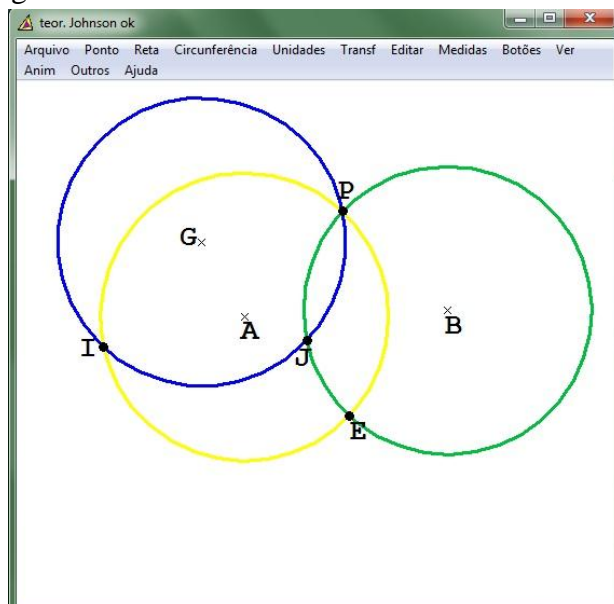 teor. Johnson ok
Arquivo Ponto Reta Circunferência Unidades Transf Editar Medidas Botões Ver
Anim Outros Ajuda
P
G
A
B
I
J
E